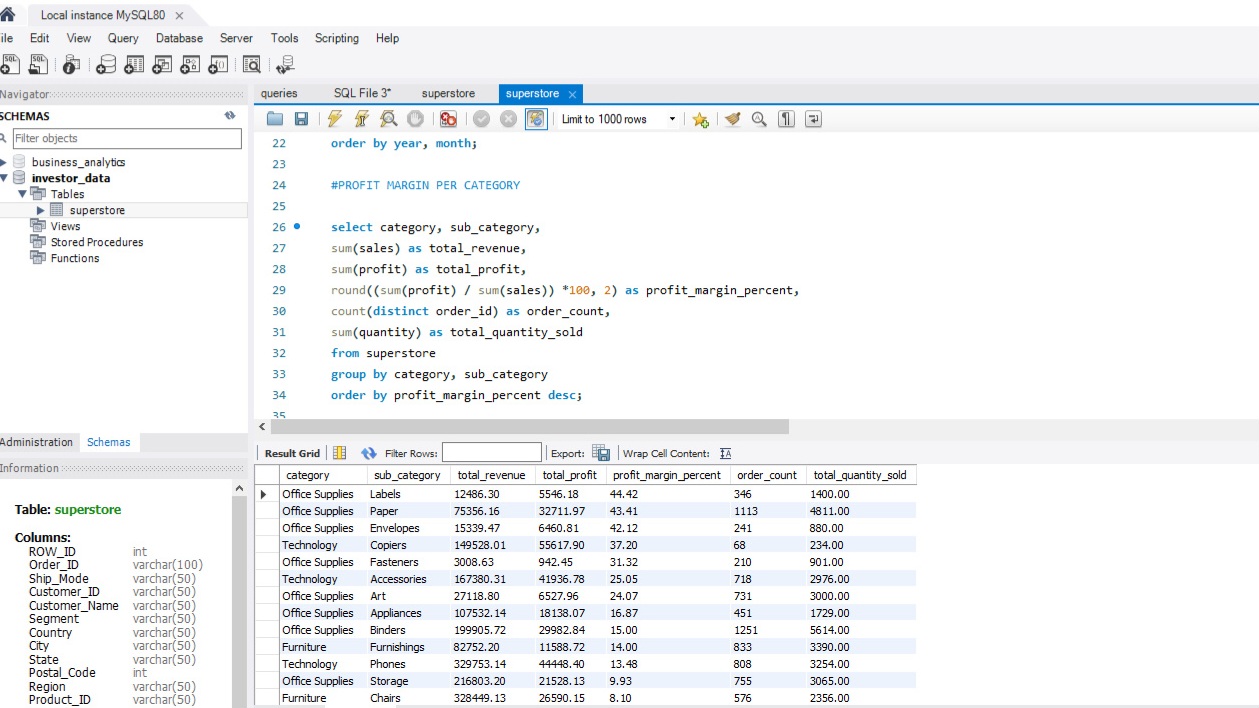 Local instance MySQL80
ile Edit View Query Database Server Tools Scripting Help
Navigator
SCHEMAS
Filter objects
business_analytics
investor_data
Tables
superstore
Views
Stored Procedures
Functions
Administration Schemas
Information
Table: superstore
Columns:
ROW_ID int
Order_ID varchar(100)
Ship_Mode varchar(50)
Customer_ID varchar(50)
Customer_Name varchar(50)
Segment varchar(50)
Country varchar(50)
City varchar(50)
State varchar(50)
Postal_Code int
Region varchar(50)
Product_ID varchar(50)
queries SQL File 3* superstore superstore
Limit to 1000 rows
22 order by year, month;
23
24 #PROFIT MARGIN PER CATEGORY
25
26 select category, sub_category,
27 sum(sales) as total_revenue,
28 sum(profit) as total_profit,
29 round((sum(profit) / sum(sales)) *100, 2) as profit_margin_percent,
30 count(distinct order_id) as order_count,
31 sum(quantity) as total_quantity_sold
32 from superstore
33 group by category, sub_category
34 order by profit_margin_percent desc;
35
Result Grid Filter Rows: Export: Wrap Cell Content:
category sub_category total_revenue total_profit profit_margin_percent order_count total_quantity_sold
Office Supplies Labels 12486.30 5546.18 44.42 346 1400.00
Office Supplies Paper 75356.16 32711.97 43.41 1113 4811.00
Office Supplies Envelopes 15339.47 6460.81 42.12 241 880.00
Technology Copiers 149528.01 55617.90 37.20 68 234.00
Office Supplies Fasteners 3008.63 942.45 31.32 210 901.00
Technology Accessories 167380.31 41936.78 25.05 718 2976.00
Office Supplies Art 27118.80 6527.96 24.07 731 3000.00
Office Supplies Appliances 107532.14 18138.07 16.87 451 1729.00
Office Supplies Binders 199905.72 29982.84 15.00 1251 5614.00
Furniture Furnishings 82752.20 11588.72 14.00 833 3390.00
Technology Phones 329753.14 44448.40 13.48 808 3254.00
Office Supplies Storage 216803.20 21528.13 9.93 755 3065.00
Furniture Chairs 328449.13 26590.15 8.10 576 2356.00